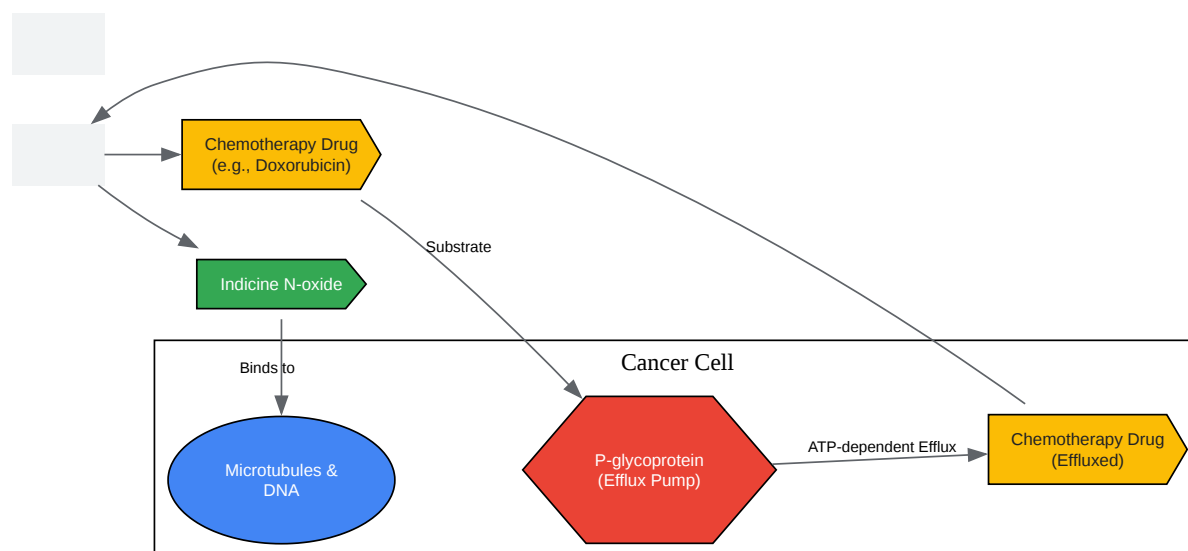 Chemotherapy Drug
(e.g., Doxorubicin)
Substrate
Indicine N-oxide
Binds to
Cancer Cell
Microtubules &
DNA
P-glycoprotein
(Efflux Pump)
ATP-dependent Efflux
Chemotherapy Drug
(Effluxed)